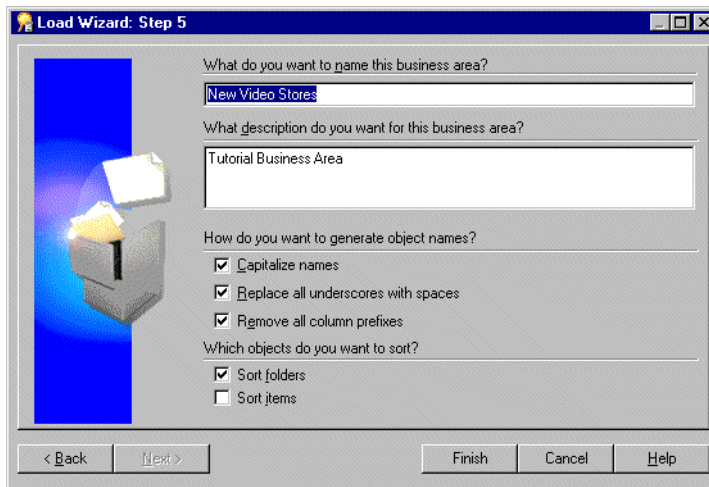 Load Wizard: Step 5
What do you want to name this business area?
New Video Stores
What description do you want for this business area?
Tutorial Business Area
How do you want to generate object names?
Capitalize names
Replace all underscores with spaces
Remove all column prefixes
Which objects do you want to sort?
Sort folders
Sort items
< Back Next > Finish Cancel Help